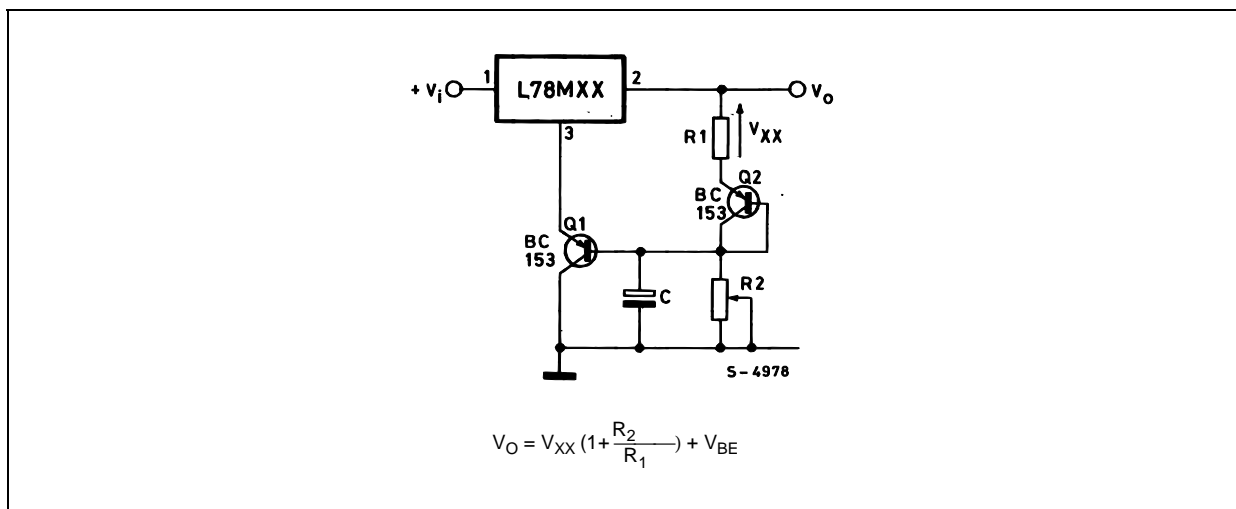 L78MXX
1
2
3
+ Vi
Vo
R1
VXX
Q2
BC
153
Q1
BC
153
C
R2
S-4978
VO = VXX (1+ R2 / R1) + VBE